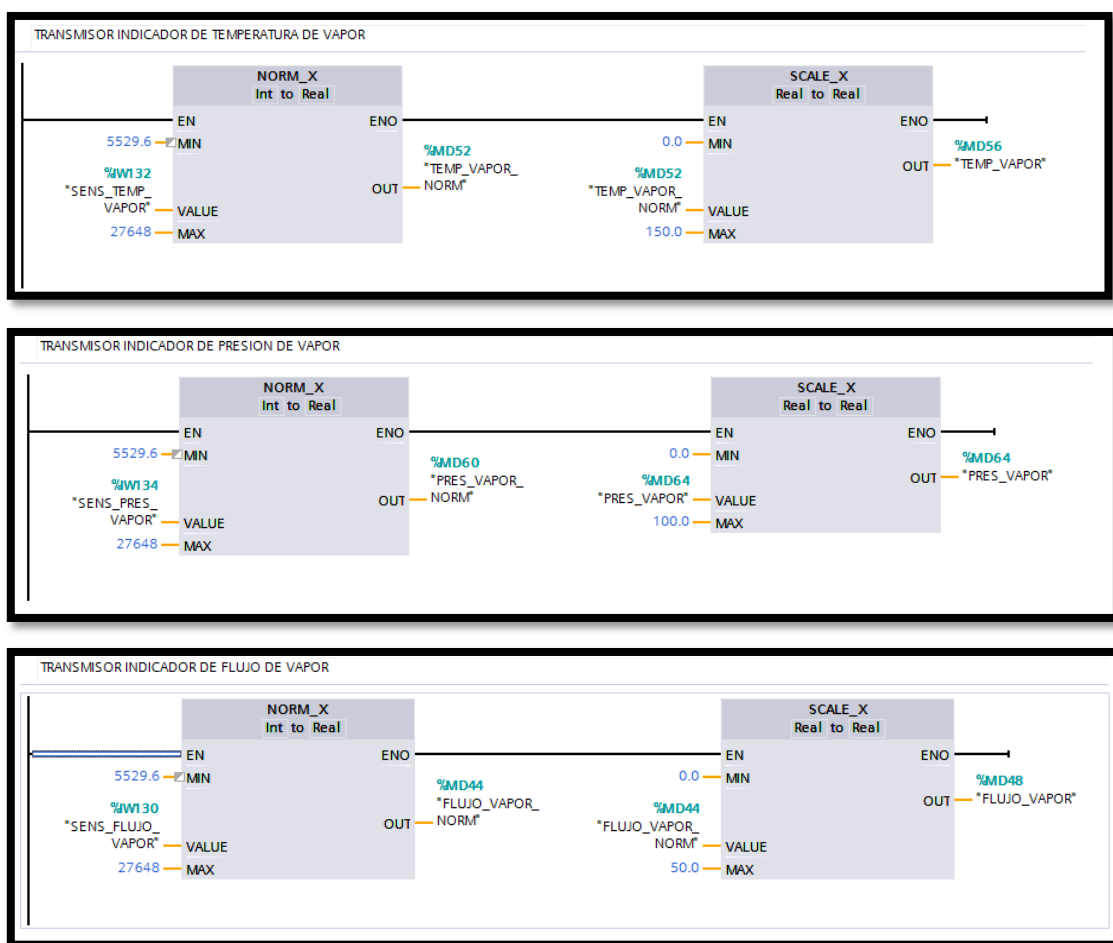 TRANSMISOR INDICADOR DE TEMPERATURA DE VAPOR
NORM_X
Int to Real
EN
ENO
5529.6
MIN
%IW132
"SENS_TEMP_
VAPOR"
VALUE
27648
MAX
OUT
%MD52
"TEMP_VAPOR_
NORM"
SCALE_X
Real to Real
EN
ENO
0.0
MIN
%MD52
"TEMP_VAPOR_
NORM"
VALUE
150.0
MAX
OUT
%MD56
"TEMP_VAPOR"
TRANSMISOR INDICADOR DE PRESION DE VAPOR
NORM_X
Int to Real
EN
ENO
5529.6
MIN
%IW134
"SENS_PRES_
VAPOR"
VALUE
27648
MAX
OUT
%MD60
"PRES_VAPOR_
NORM"
SCALE_X
Real to Real
EN
ENO
0.0
MIN
%MD64
"PRES_VAPOR"
VALUE
100.0
MAX
OUT
%MD64
"PRES_VAPOR"
TRANSMISOR INDICADOR DE FLUJO DE VAPOR
NORM_X
Int to Real
EN
ENO
5529.6
MIN
%IW130
"SENS_FLUJO_
VAPOR"
VALUE
27648
MAX
OUT
%MD44
"FLUJO_VAPOR_
NORM"
SCALE_X
Real to Real
EN
ENO
0.0
MIN
%MD44
"FLUJO_VAPOR_
NORM"
VALUE
50.0
MAX
OUT
%MD48
"FLUJO_VAPOR"